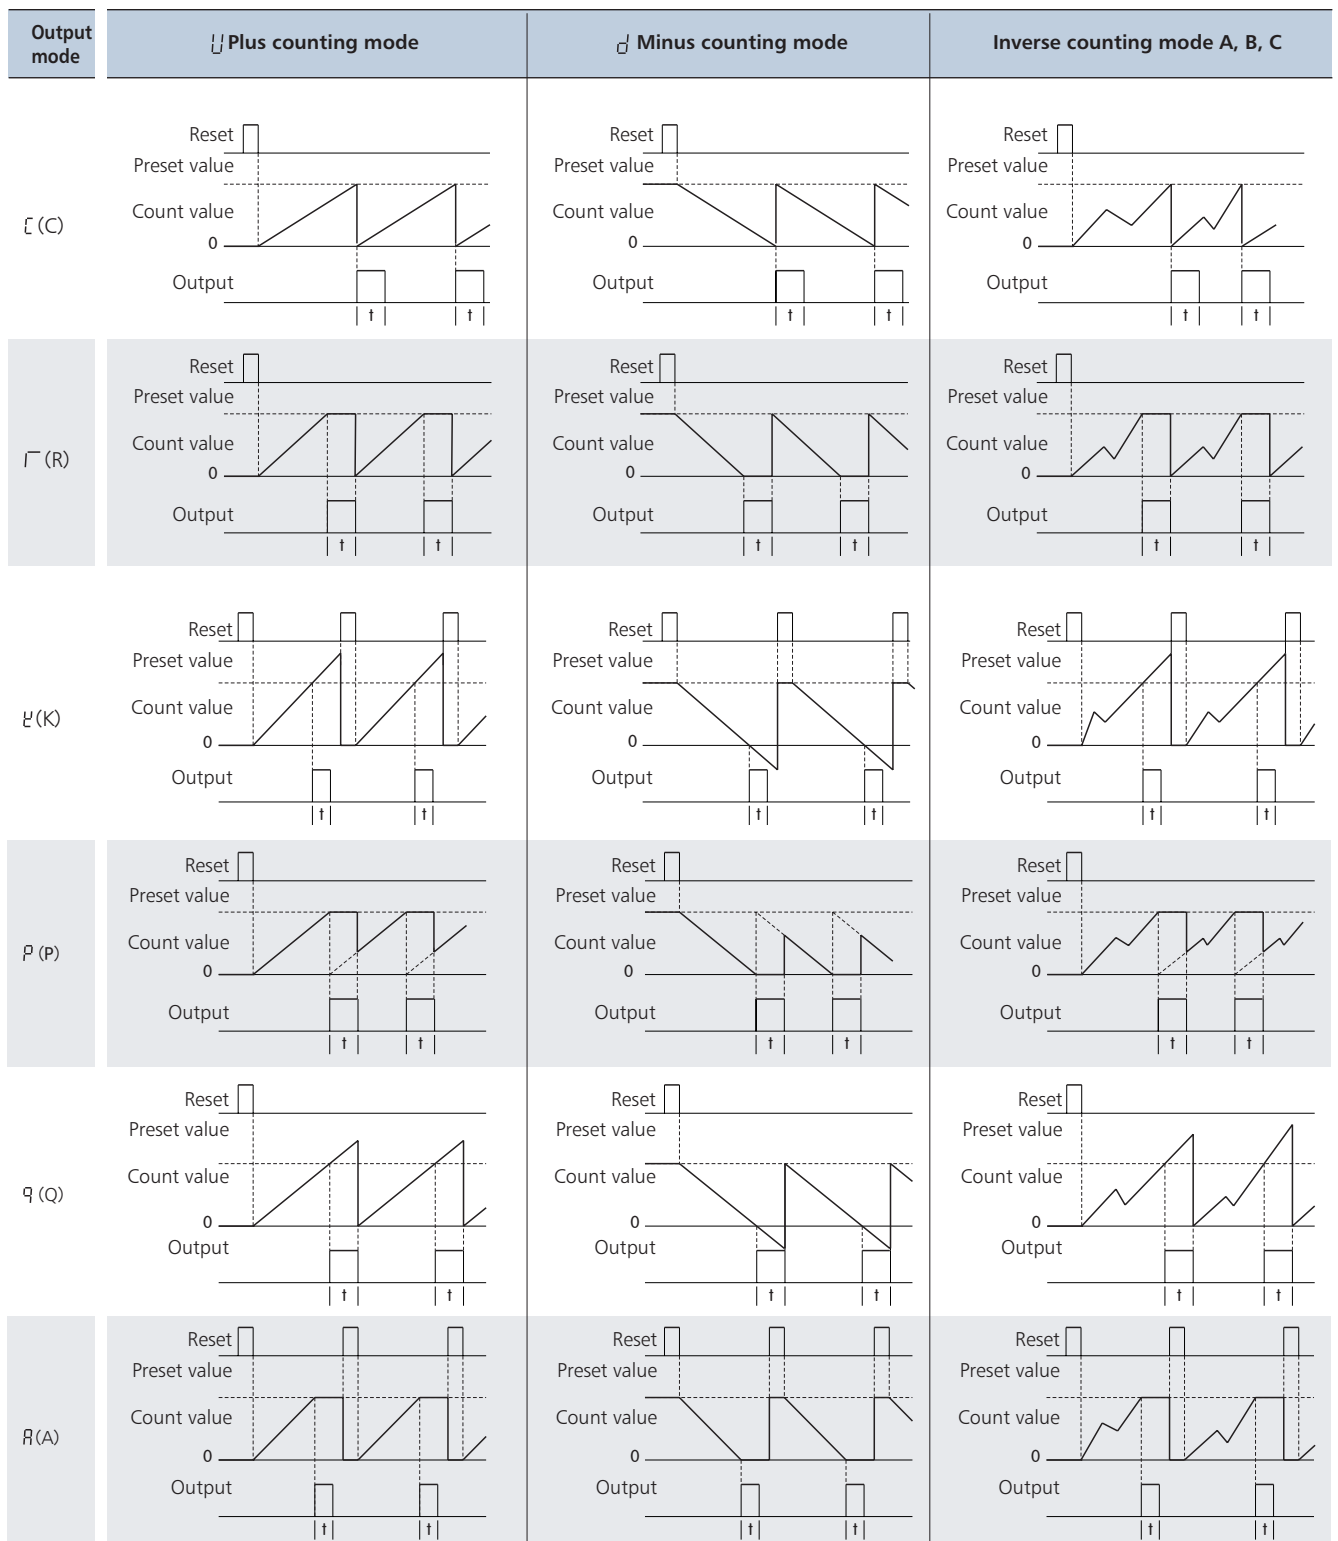 Output mode
U Plus counting mode
d Minus counting mode
Inverse counting mode A, B, C
C (C)
Reset
Preset value
Count value
0
Output
t
t
Reset
Preset value
Count value
0
Output
t
t
Reset
Preset value
Count value
0
Output
t
t
r (R)
Reset
Preset value
Count value
0
Output
t
t
Reset
Preset value
Count value
0
Output
t
t
Reset
Preset value
Count value
0
Output
t
t
(K)
Reset
Preset value
Count value
0
Output
t
t
Reset
Preset value
Count value
0
Output
t
t
Reset
Preset value
Count value
0
Output
t
t
P (P)
Reset
Preset value
Count value
0
Output
t
t
Reset
Preset value
Count value
0
Output
t
t
Reset
Preset value
Count value
0
Output
t
t
q (Q)
Reset
Preset value
Count value
0
Output
t
t
Reset
Preset value
Count value
0
Output
t
t
Reset
Preset value
Count value
0
Output
t
t
A (A)
Reset
Preset value
Count value
0
Output
t
t
Reset
Preset value
Count value
0
Output
t
t
Reset
Preset value
Count value
0
Output
t
t